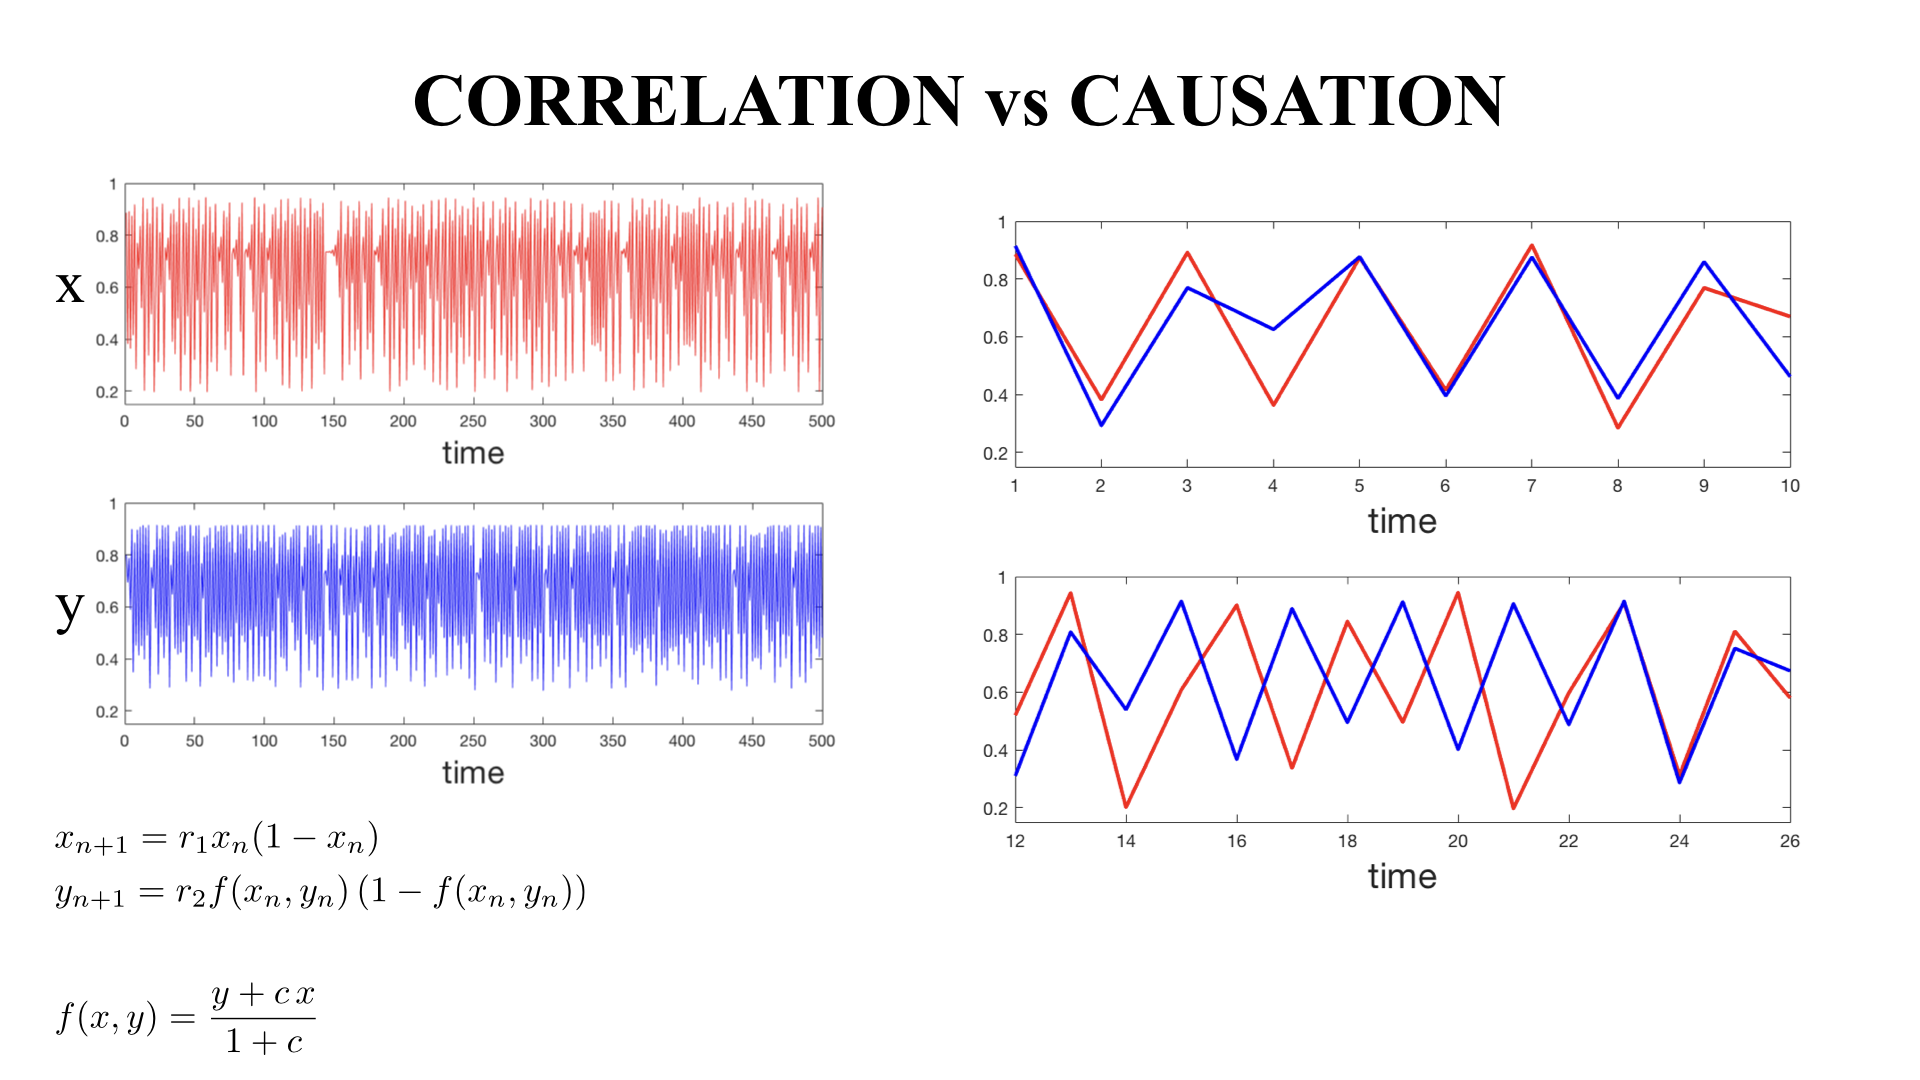 CORRELATION vs CAUSATION
x
1
0.8
0.6
0.4
0.2
0 50 100 150 200 250 300 350 400 450 500
time
y
1
0.8
0.6
0.4
0.2
0 50 100 150 200 250 300 350 400 450 500
time
x_{n+1} = r_1 x_n (1 − x_n)
y_{n+1} = r_2 f(x_n, y_n) (1 − f(x_n, y_n))
f(x, y) = \frac{y + c x}{1 + c}
1
0.8
0.6
0.4
0.2
1 2 3 4 5 6 7 8 9 10
time
1
0.8
0.6
0.4
0.2
12 14 16 18 20 22 24 26
time